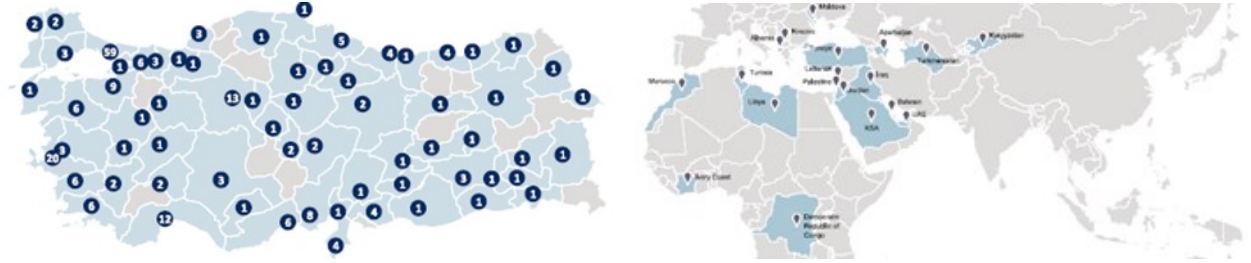 1
2 2
3
1
5
3
59
6 3 1 1
1
4 1
4 1
1
1
1 1
1
9
1
6
1
1
13 1
1
2
1
1
1
1
2 2
20 3
1
1
1
1
1
1
1
6
2
2
3
1
1
3 1 1
1
1
6
12
1
6 8 1 4 1
4
Moldova
Kosovo
Albania
Türkiye
Azerbaijan
Kyrgyzstan
Turkmenistan
Lebanon
Palestine
Iraq
Jordan
Morocco
Tunisia
Libya
Bahrain
UAE
KSA
Ivory Coast
Democratic
Republic of
Congo